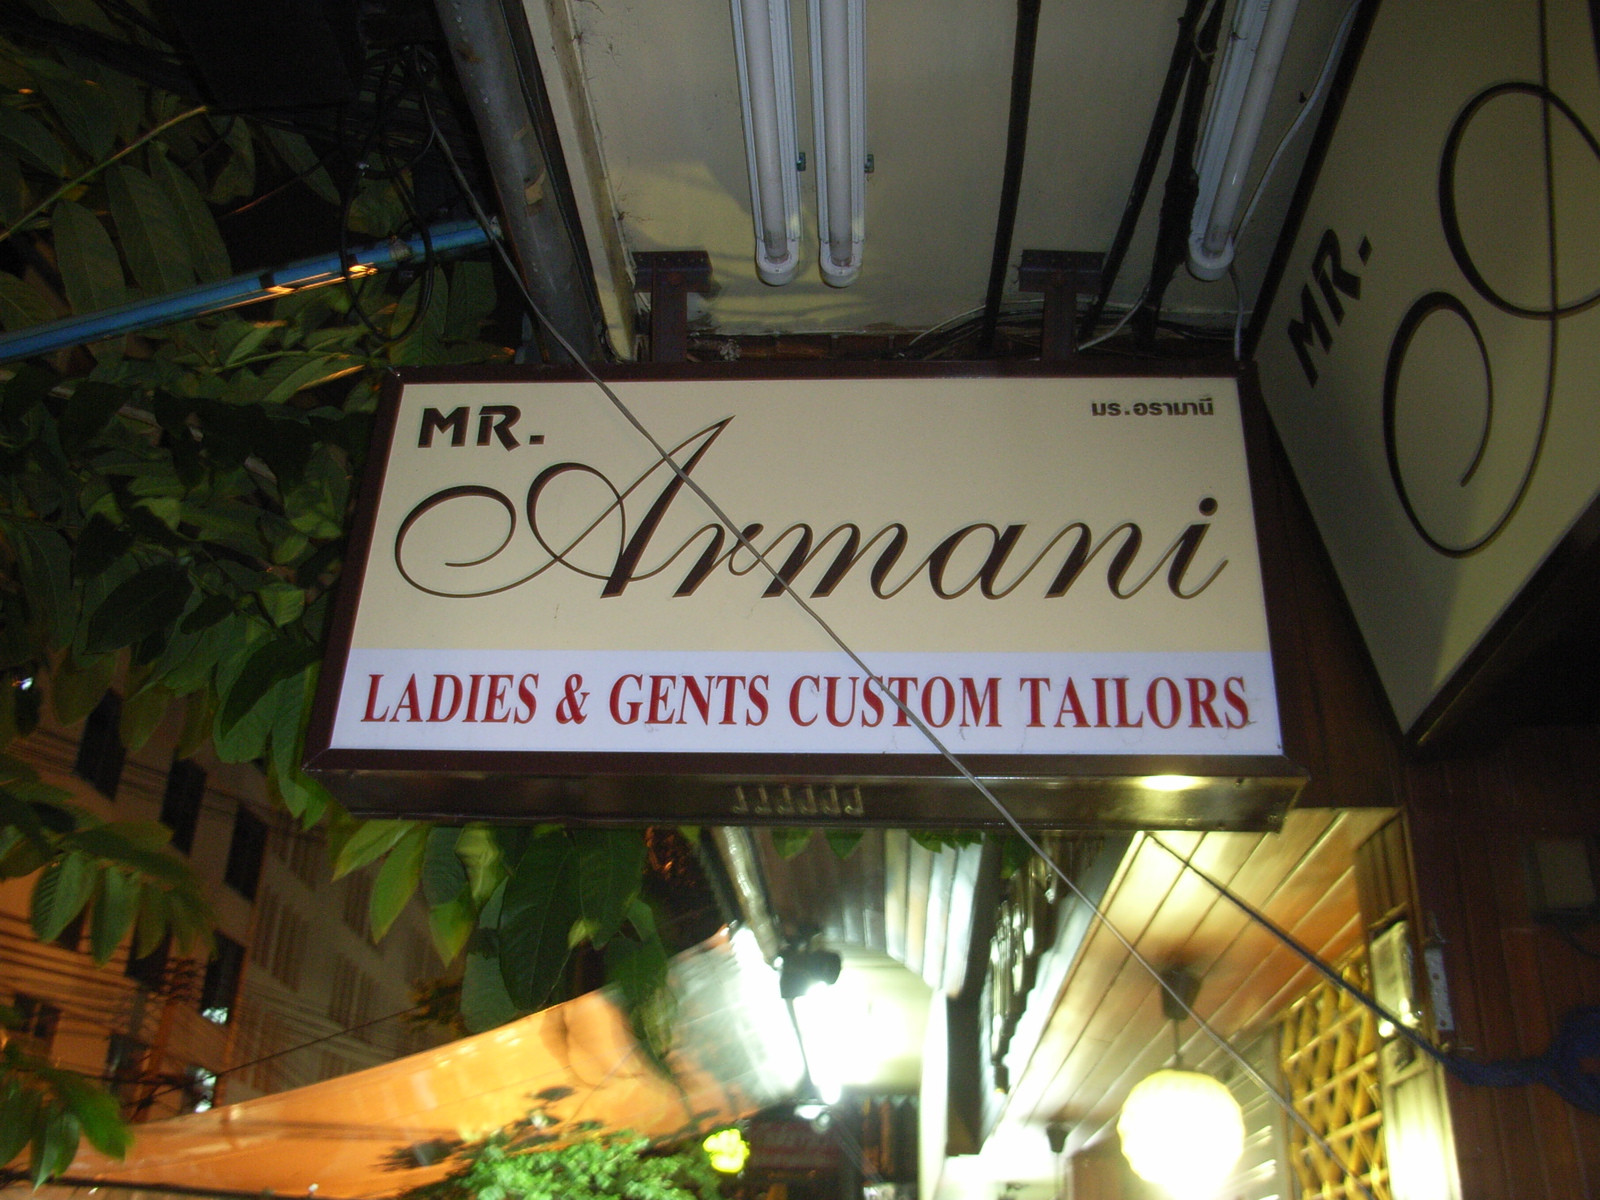 MR.
มร.อรามานี
Armani
LADIES & GENTS CUSTOM TAILORS
MR.